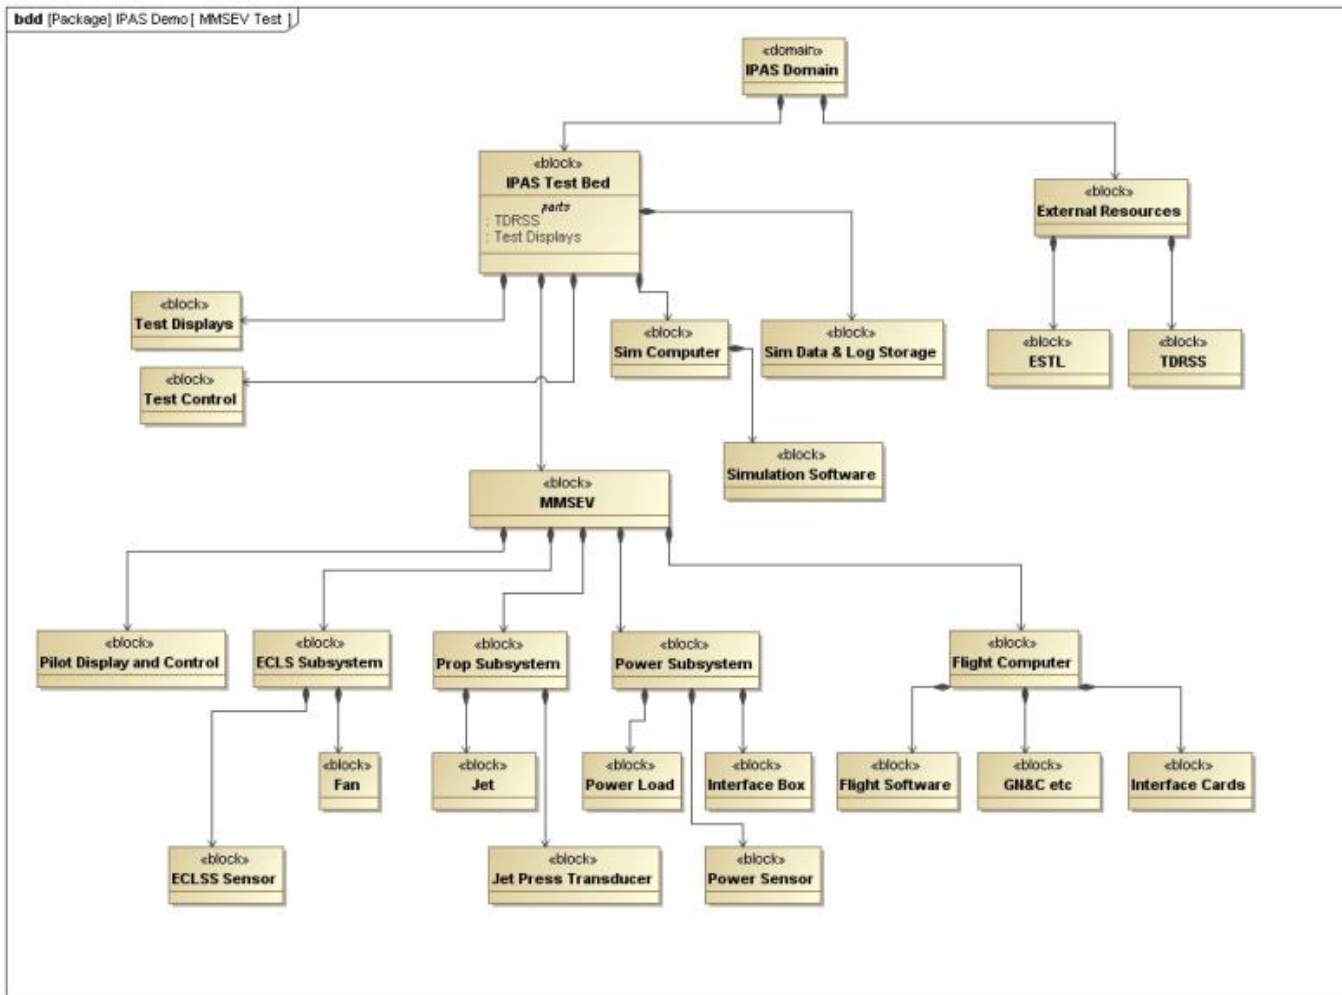 bdd [Package] IPAS Demo [ MMSEV Test ]
«domain»
IPAS Domain
«block»
IPAS Test Bed
parts
: TDRSS
: Test Displays
«block»
External Resources
«block»
Test Displays
«block»
Sim Computer
«block»
Sim Data & Log Storage
«block»
ESTL
«block»
TDRSS
«block»
Test Control
«block»
Simulation Software
«block»
MMSEV
«block»
Pilot Display and Control
«block»
ECLS Subsystem
«block»
Prop Subsystem
«block»
Power Subsystem
«block»
Flight Computer
«block»
Fan
«block»
Jet
«block»
Power Load
«block»
Interface Box
«block»
Flight Software
«block»
GN&C etc
«block»
Interface Cards
«block»
ECLSS Sensor
«block»
Jet Press Transducer
«block»
Power Sensor